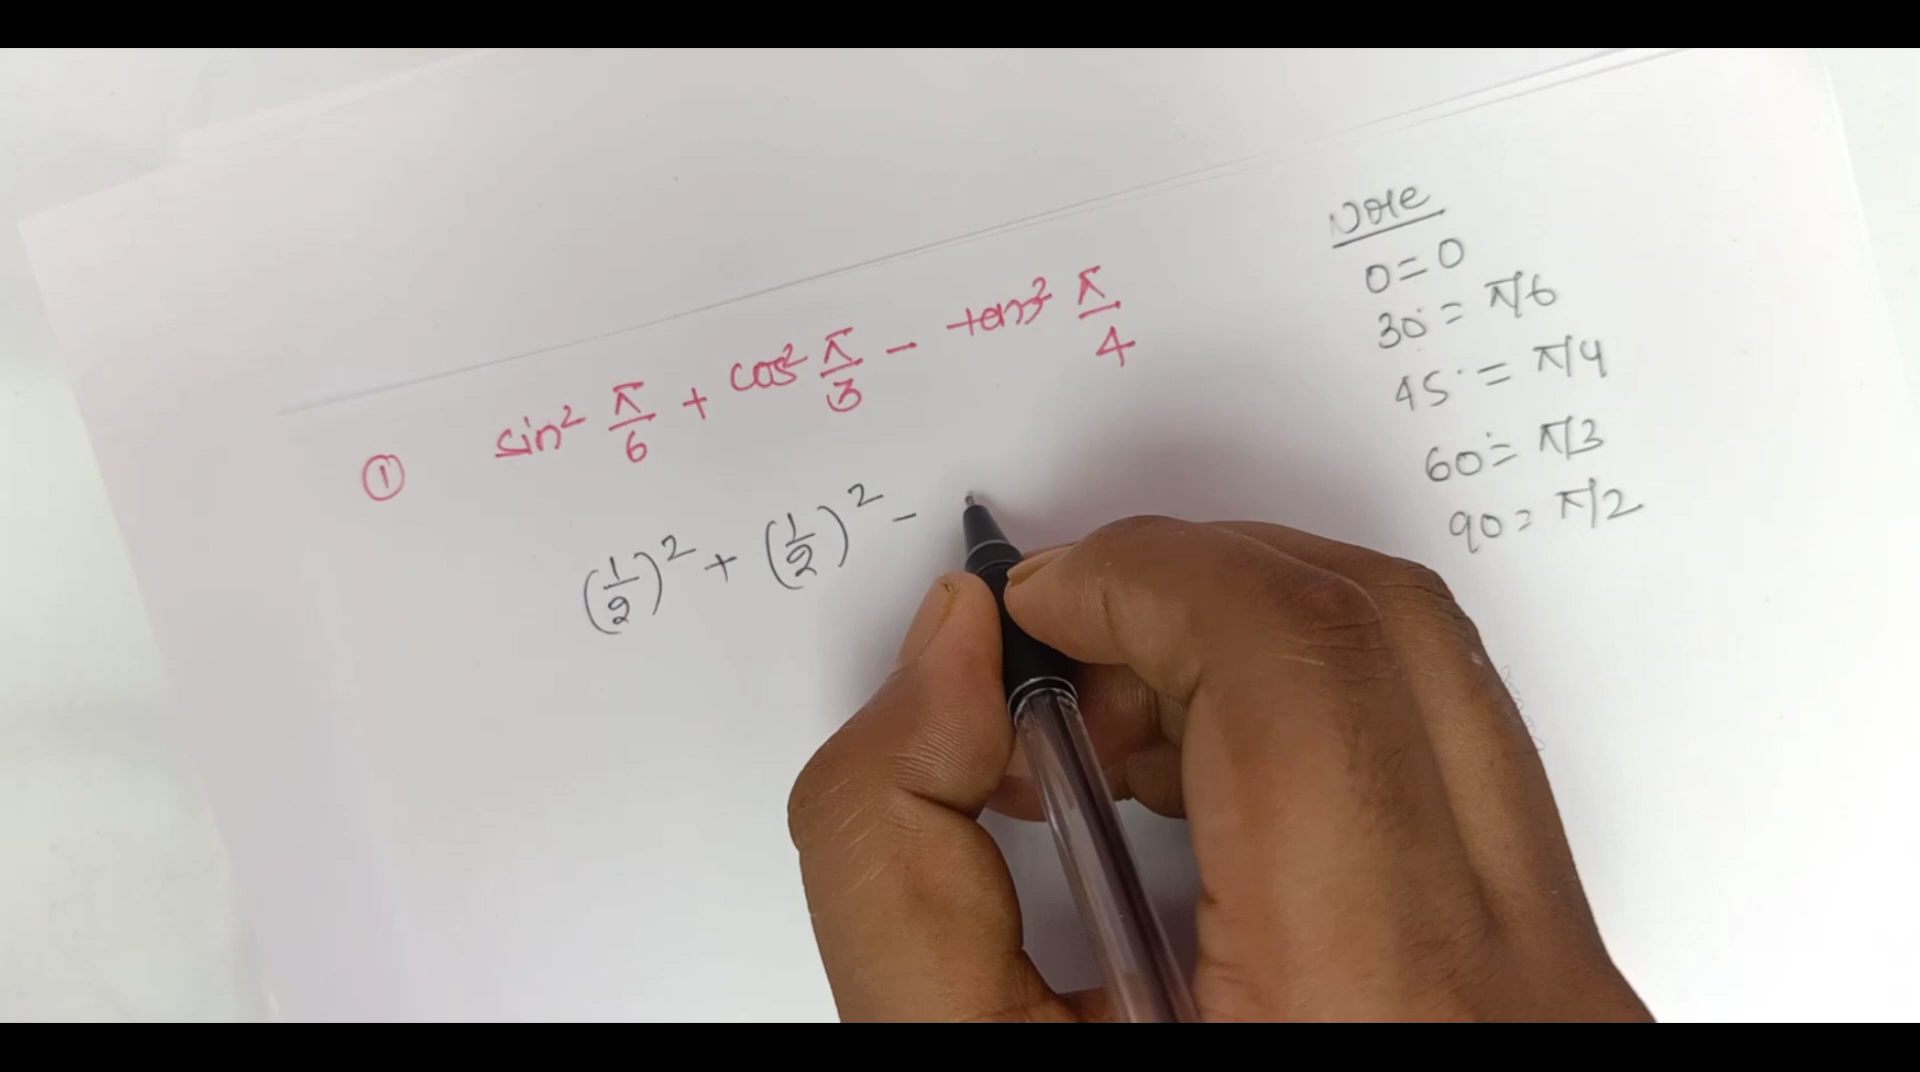 ① sin² π/6 + cos² π/3 - tan² π/4
(1/2)² + (1/2)² -
Note
0=0
30° = π/6
45° = π/4
60° = π/3
90 = π/2